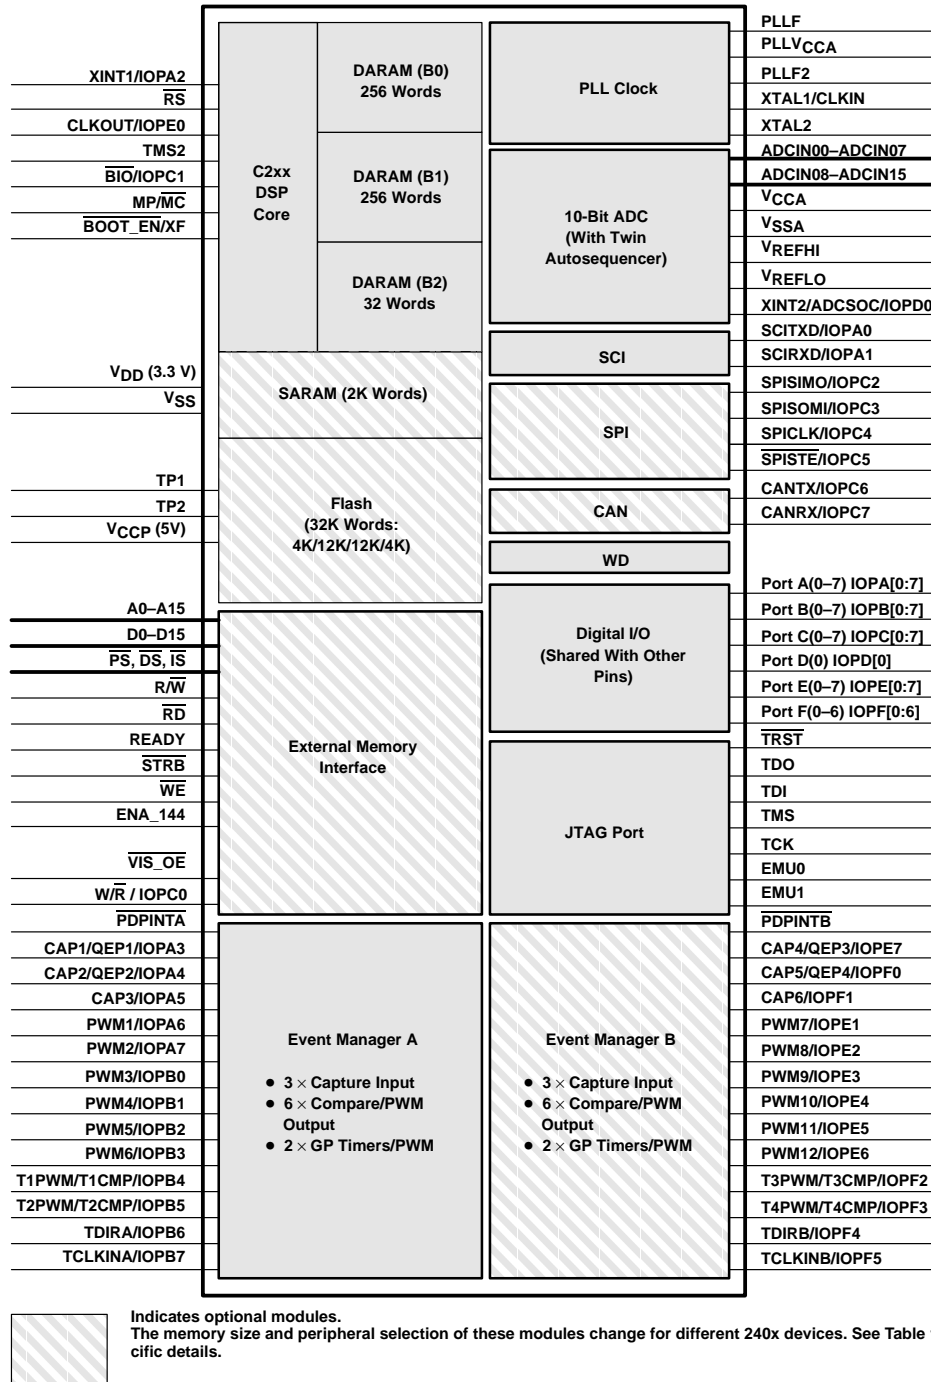 XINT1/IOPA2
RS
CLKOUT/IOPE0
TMS2
BIO/IOPC1
MP/MC
BOOT_EN/XF
VDD (3.3 V)
VSS
TP1
TP2
VCCP (5V)
A0–A15
D0–D15
PS, DS, IS
R/W
RD
READY
STRB
WE
ENA_144
VIS_OE
W/R / IOPC0
PDPINTA
CAP1/QEP1/IOPA3
CAP2/QEP2/IOPA4
CAP3/IOPA5
PWM1/IOPA6
PWM2/IOPA7
PWM3/IOPB0
PWM4/IOPB1
PWM5/IOPB2
PWM6/IOPB3
T1PWM/T1CMP/IOPB4
T2PWM/T2CMP/IOPB5
TDIRA/IOPB6
TCLKINA/IOPB7
C2xx
DSP
Core
DARAM (B0)
256 Words
DARAM (B1)
256 Words
DARAM (B2)
32 Words
SARAM (2K Words)
Flash
(32K Words:
4K/12K/12K/4K)
External Memory
Interface
Event Manager A
● 3 × Capture Input
● 6 × Compare/PWM
Output
● 2 × GP Timers/PWM
PLL Clock
10-Bit ADC
(With Twin
Autosequencer)
SCI
SPI
CAN
WD
Digital I/O
(Shared With Other
Pins)
JTAG Port
Event Manager B
● 3 × Capture Input
● 6 × Compare/PWM
Output
● 2 × GP Timers/PWM
PLLF
PLLVCCA
PLLF2
XTAL1/CLKIN
XTAL2
ADCIN00–ADCIN07
ADCIN08–ADCIN15
VCCA
VSSA
VREFHI
VREFLO
XINT2/ADCSOC/IOPD0
SCITXD/IOPA0
SCIRXD/IOPA1
SPISIMO/IOPC2
SPISOMI/IOPC3
SPICLK/IOPC4
SPISTE/IOPC5
CANTX/IOPC6
CANRX/IOPC7
Port A(0–7) IOPA[0:7]
Port B(0–7) IOPB[0:7]
Port C(0–7) IOPC[0:7]
Port D(0) IOPD[0]
Port E(0–7) IOPE[0:7]
Port F(0–6) IOPF[0:6]
TRST
TDO
TDI
TMS
TCK
EMU0
EMU1
PDPINTB
CAP4/QEP3/IOPE7
CAP5/QEP4/IOPF0
CAP6/IOPF1
PWM7/IOPE1
PWM8/IOPE2
PWM9/IOPE3
PWM10/IOPE4
PWM11/IOPE5
PWM12/IOPE6
T3PWM/T3CMP/IOPF2
T4PWM/T4CMP/IOPF3
TDIRB/IOPF4
TCLKINB/IOPF5
Indicates optional modules.
The memory size and peripheral selection of these modules change for different 240x devices. See Table
cific details.